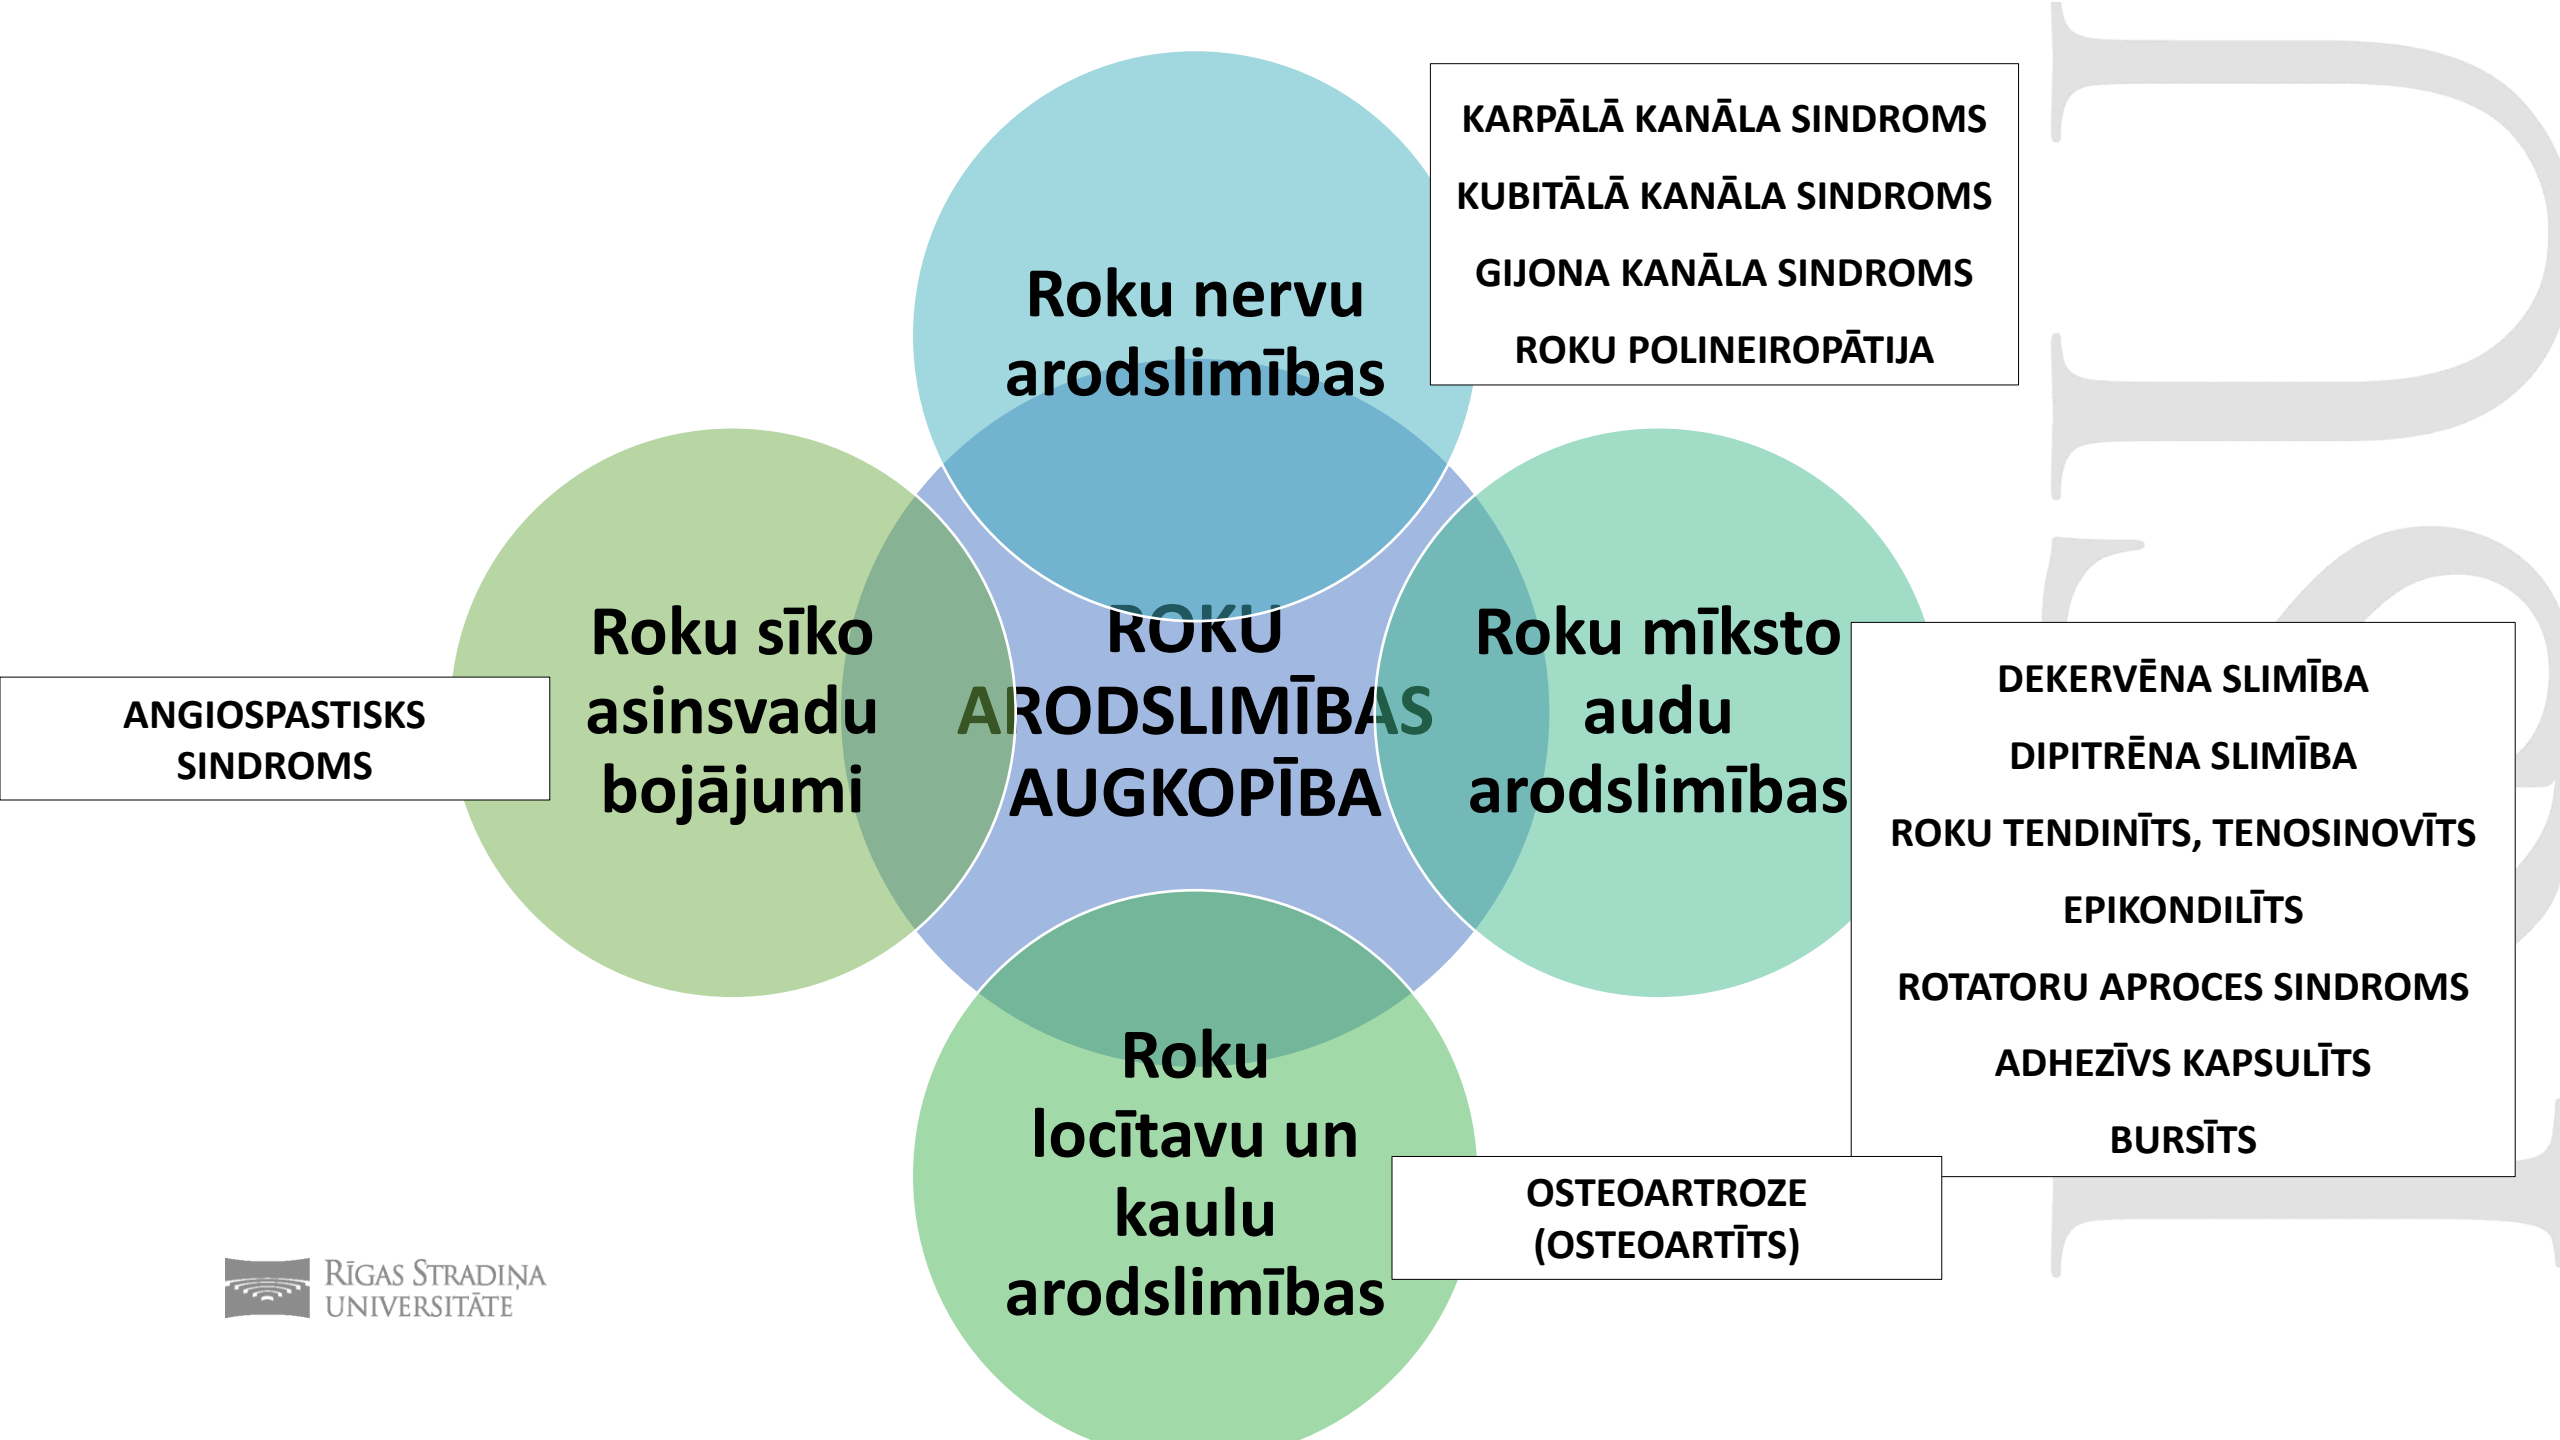 KARPĀLĀ KANĀLA SINDROMS
KUBITĀLĀ KANĀLA SINDROMS
GIJONA KANĀLA SINDROMS
ROKU POLINEIROPĀTIJA
Roku nervu
arodslimības
ROKU
ARODSLIMĪBAS
AUGKOPĪBA
Roku sīko
asinsvadu
bojājumi
ANGIOSPASTISKS
SINDROMS
Roku mīksto
audu
arodslimības
DEKERVĒNA SLIMĪBA
DIPITRĒNA SLIMĪBA
ROKU TENDINĪTS, TENOSINOVĪTS
EPIKONDILĪTS
ROTATORU APROCES SINDROMS
ADHEZĪVS KAPSULĪTS
BURSĪTS
Roku
locītavu un
kaulu
arodslimības
OSTEOARTROZE
(OSTEOARTĪTS)
RĪGAS STRADIŅA
UNIVERSITĀTE